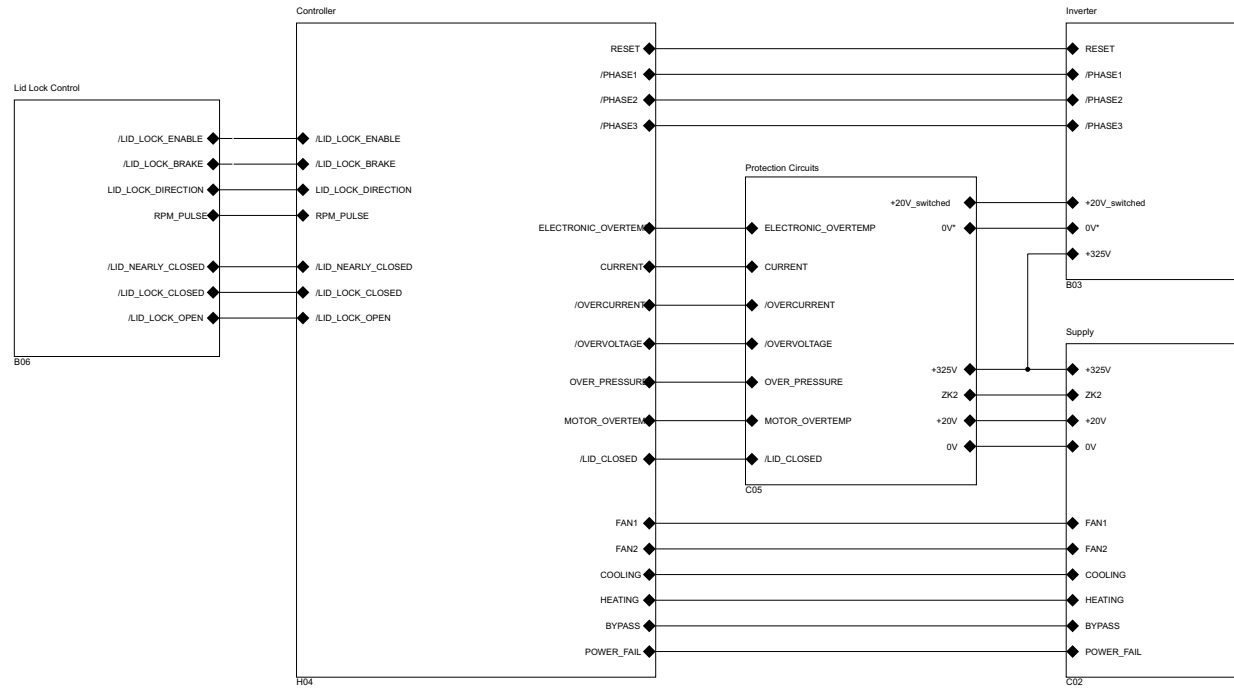 Lid Lock Control
/LID_LOCK_ENABLE
/LID_LOCK_BRAKE
LID_LOCK_DIRECTION
RPM_PULSE
/LID_NEARLY_CLOSED
/LID_LOCK_CLOSED
/LID_LOCK_OPEN
B06
Controller
/LID_LOCK_ENABLE
/LID_LOCK_BRAKE
LID_LOCK_DIRECTION
RPM_PULSE
/LID_NEARLY_CLOSED
/LID_LOCK_CLOSED
/LID_LOCK_OPEN
RESET
/PHASE1
/PHASE2
/PHASE3
ELECTRONIC_OVERTEM
CURRENT
/OVERCURRENT
/OVERVOLTAGE
OVER_PRESSURE
MOTOR_OVERTEM
/LID_CLOSED
FAN1
FAN2
COOLING
HEATING
BYPASS
POWER_FAIL
H04
Protection Circuits
ELECTRONIC_OVERTEMP
CURRENT
/OVERCURRENT
/OVERVOLTAGE
OVER_PRESSURE
MOTOR_OVERTEMP
/LID_CLOSED
+20V_switched
0V*
+325V
ZK2
+20V
0V
C05
Inverter
RESET
/PHASE1
/PHASE2
/PHASE3
+20V_switched
0V*
+325V
B03
Supply
+325V
ZK2
+20V
0V
FAN1
FAN2
COOLING
HEATING
BYPASS
POWER_FAIL
C02